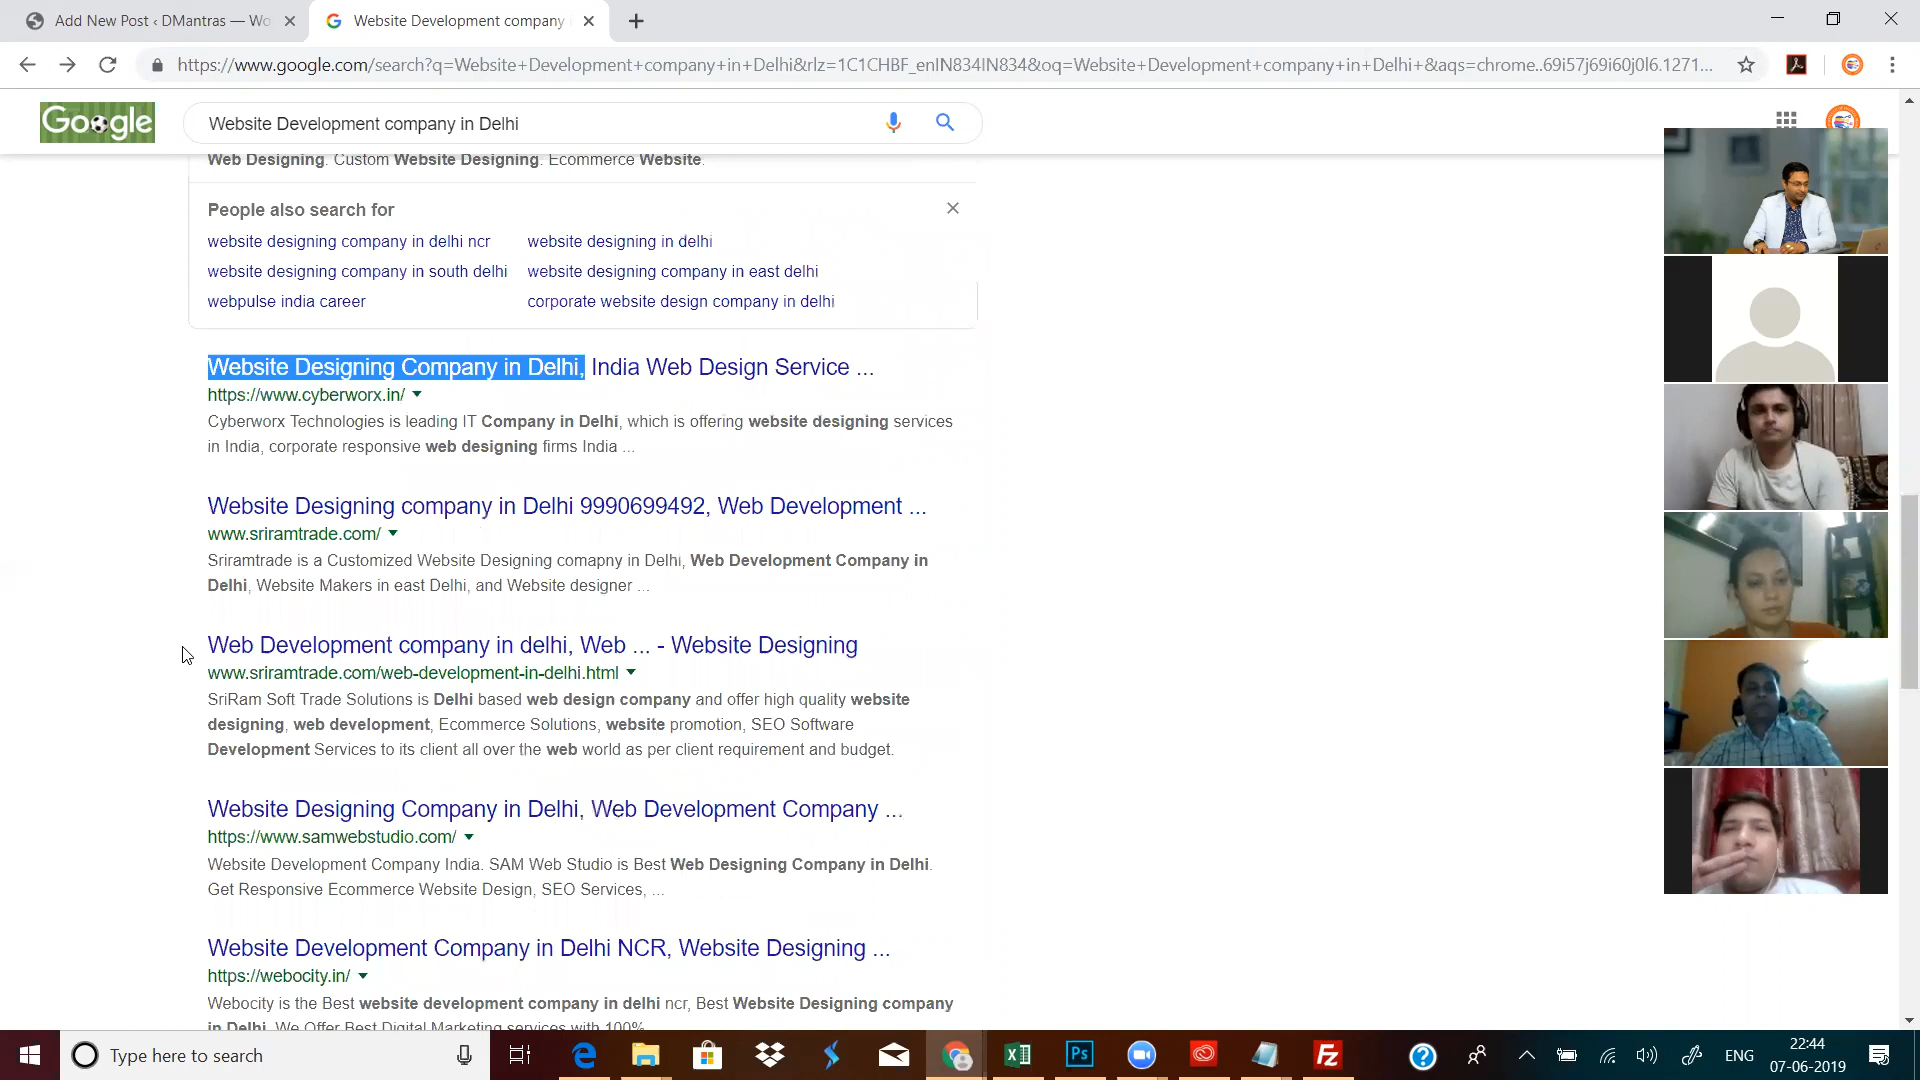 Add New Post ‹ DMantras — Wo
Website Development company
https://www.google.com/search?q=Website+Development+company+in+Delhi&rlz=1C1CHBF_enIN834IN834&oq=Website+Development+company+in+Delhi+&aqs=chrome..69i57j69i60j0l6.1271...
Google
Website Development company in Delhi
Web Designing. Custom Website Designing. Ecommerce Website.
People also search for
website designing company in delhi ncr
website designing in delhi
website designing company in south delhi
website designing company in east delhi
webpulse india career
corporate website design company in delhi
Website Designing Company in Delhi, India Web Design Service ...
https://www.cyberworx.in/
Cyberworx Technologies is leading IT Company in Delhi, which is offering website designing services
in India, corporate responsive web designing firms India ...
Website Designing company in Delhi 9990699492, Web Development ...
www.sriramtrade.com/
Sriramtrade is a Customized Website Designing comapny in Delhi, Web Development Company in
Delhi, Website Makers in east Delhi, and Website designer ...
Web Development company in delhi, Web ... - Website Designing
www.sriramtrade.com/web-development-in-delhi.html
SriRam Soft Trade Solutions is Delhi based web design company and offer high quality website
designing, web development, Ecommerce Solutions, website promotion, SEO Software
Development Services to its client all over the web world as per client requirement and budget.
Website Designing Company in Delhi, Web Development Company ...
https://www.samwebstudio.com/
Website Development Company India. SAM Web Studio is Best Web Designing Company in Delhi.
Get Responsive Ecommerce Website Design, SEO Services, ...
Website Development Company in Delhi NCR, Website Designing ...
https://webocity.in/
Webocity is the Best website development company in delhi ncr, Best Website Designing company
in Delhi. We Offer Best Digital Marketing services with 100%
Type here to search
Ps
Fz
ENG
22:44
07-06-2019